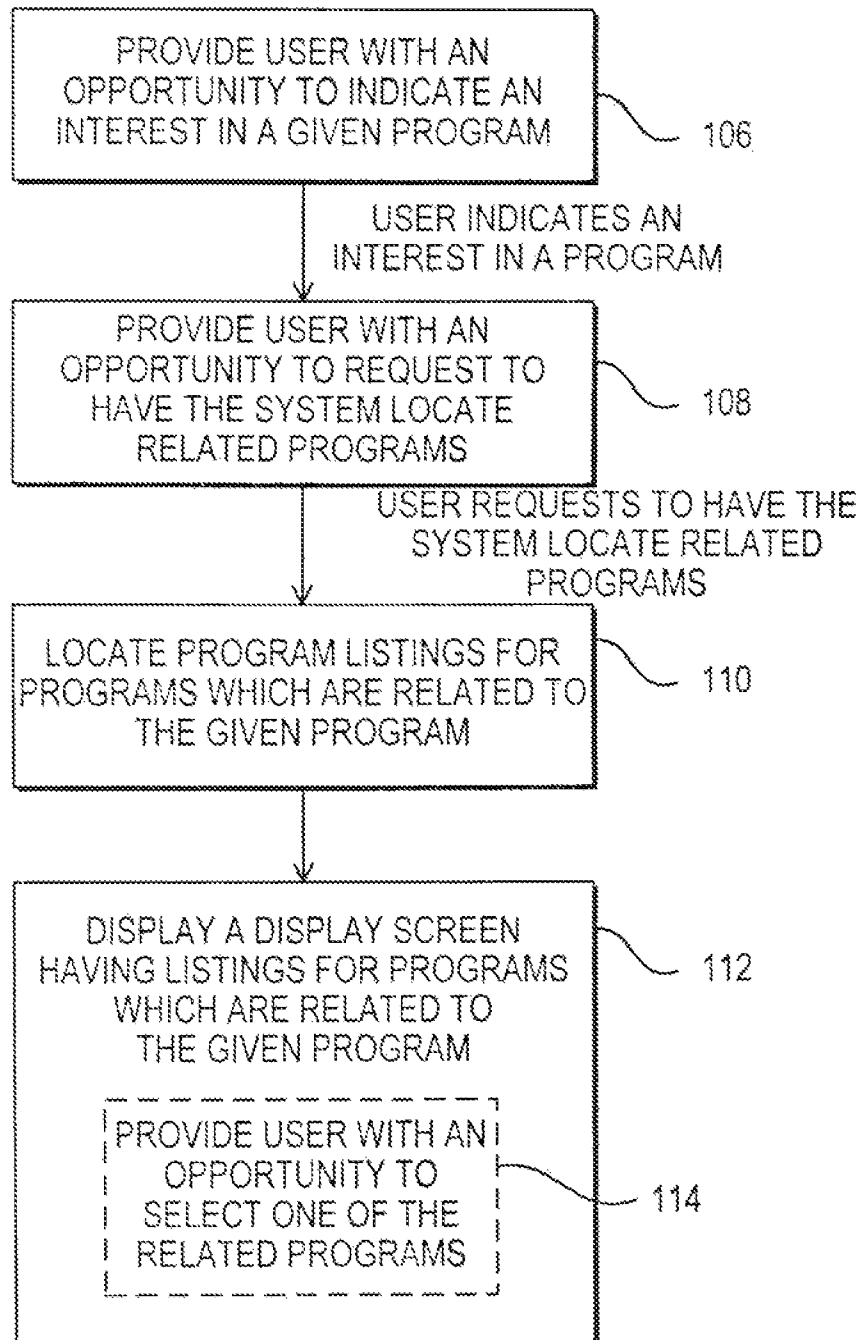 PROVIDE USER WITH AN
OPPORTUNITY TO INDICATE AN
INTEREST IN A GIVEN PROGRAM
106
USER INDICATES AN
INTEREST IN A PROGRAM
PROVIDE USER WITH AN
OPPORTUNITY TO REQUEST TO
HAVE THE SYSTEM LOCATE
RELATED PROGRAMS
108
USER REQUESTS TO HAVE THE
SYSTEM LOCATE RELATED
PROGRAMS
LOCATE PROGRAM LISTINGS FOR
PROGRAMS WHICH ARE RELATED TO
THE GIVEN PROGRAM
110
DISPLAY A DISPLAY SCREEN
HAVING LISTINGS FOR PROGRAMS
WHICH ARE RELATED TO
THE GIVEN PROGRAM
112
PROVIDE USER WITH AN
OPPORTUNITY TO
SELECT ONE OF THE
RELATED PROGRAMS
114